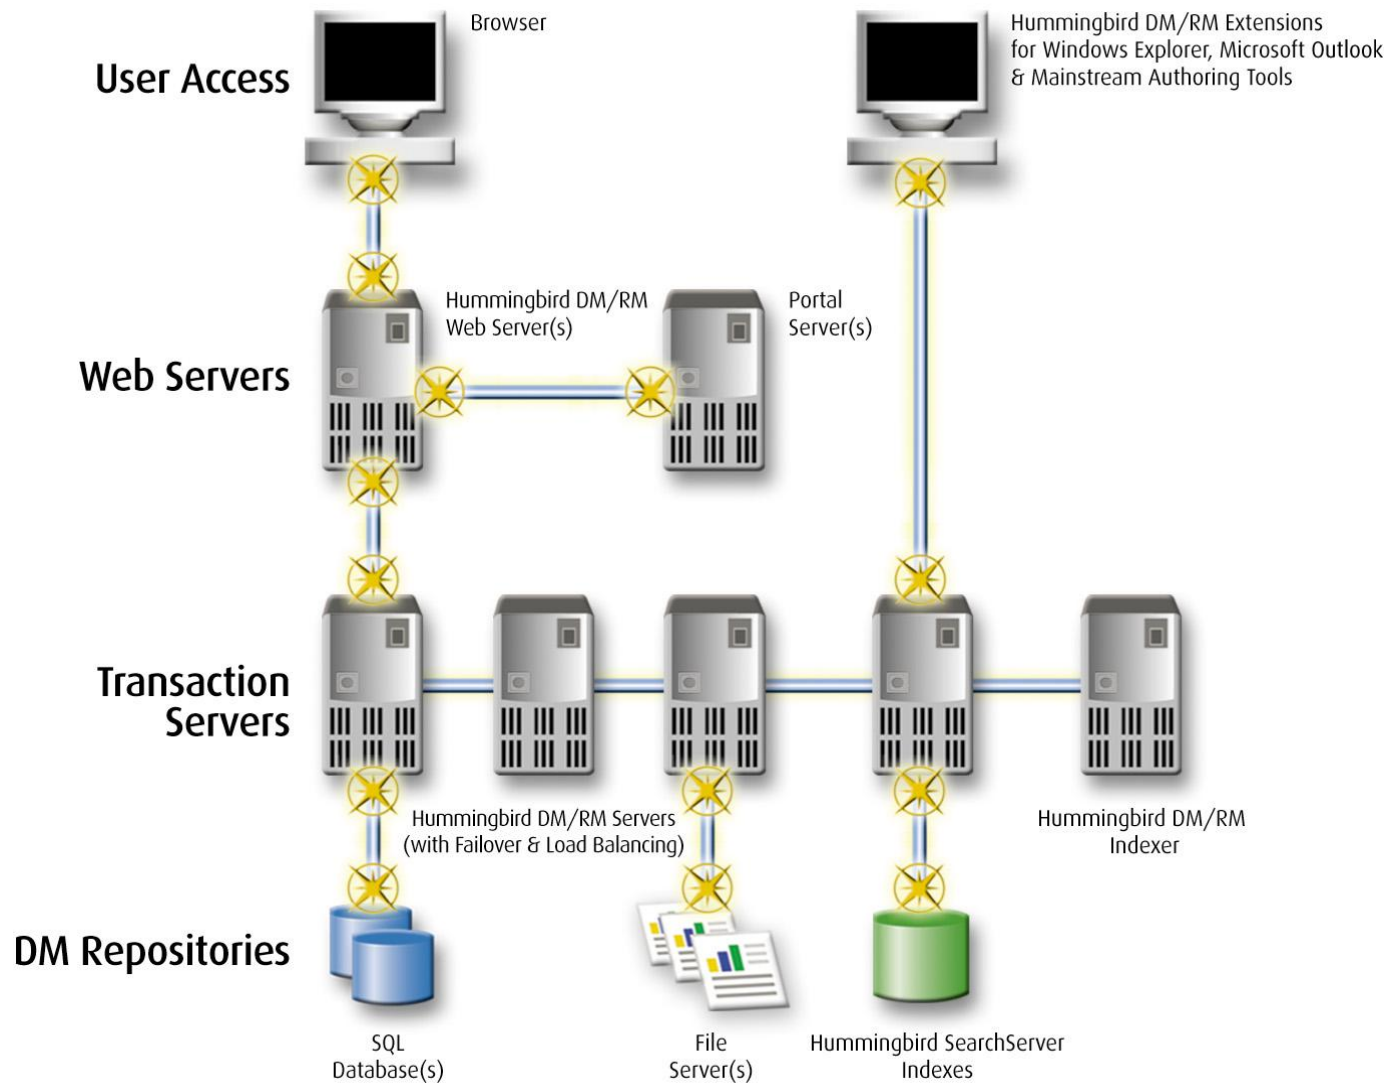 Browser
Hummingbird DM/RM Extensions
for Windows Explorer, Microsoft Outlook
& Mainstream Authoring Tools
User Access
Hummingbird DM/RM
Web Server(s)
Portal
Server(s)
Web Servers
Transaction
Servers
Hummingbird DM/RM Servers
(with Failover & Load Balancing)
Hummingbird DM/RM
Indexer
DM Repositories
SQL
Database(s)
File
Server(s)
Hummingbird SearchServer
Indexes